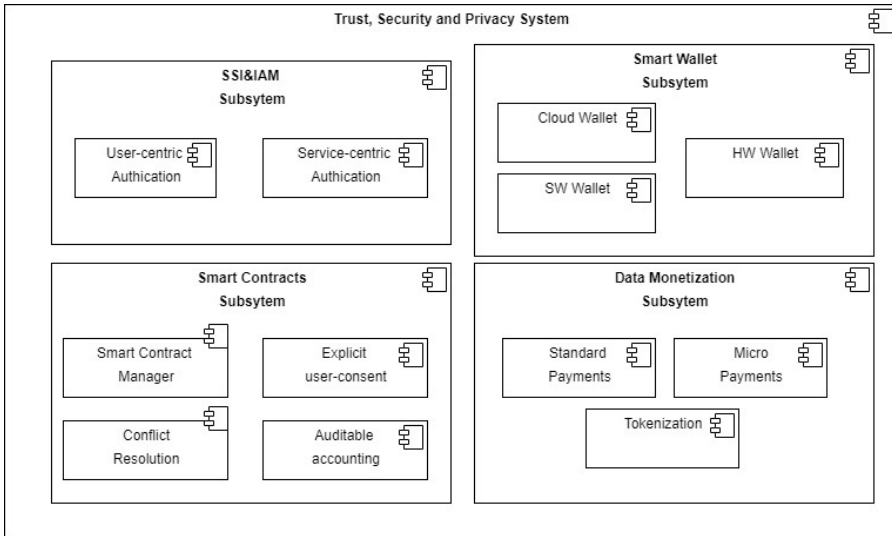 Trust, Security and Privacy System
SSI&IAM
Subsytem
User-centric
Authication
Service-centric
Authication
Smart Wallet
Subsytem
Cloud Wallet
HW Wallet
SW Wallet
Smart Contracts
Subsytem
Smart Contract
Manager
Explicit
user-consent
Conflict
Resolution
Auditable
accounting
Data Monetization
Subsytem
Standard
Payments
Micro
Payments
Tokenization